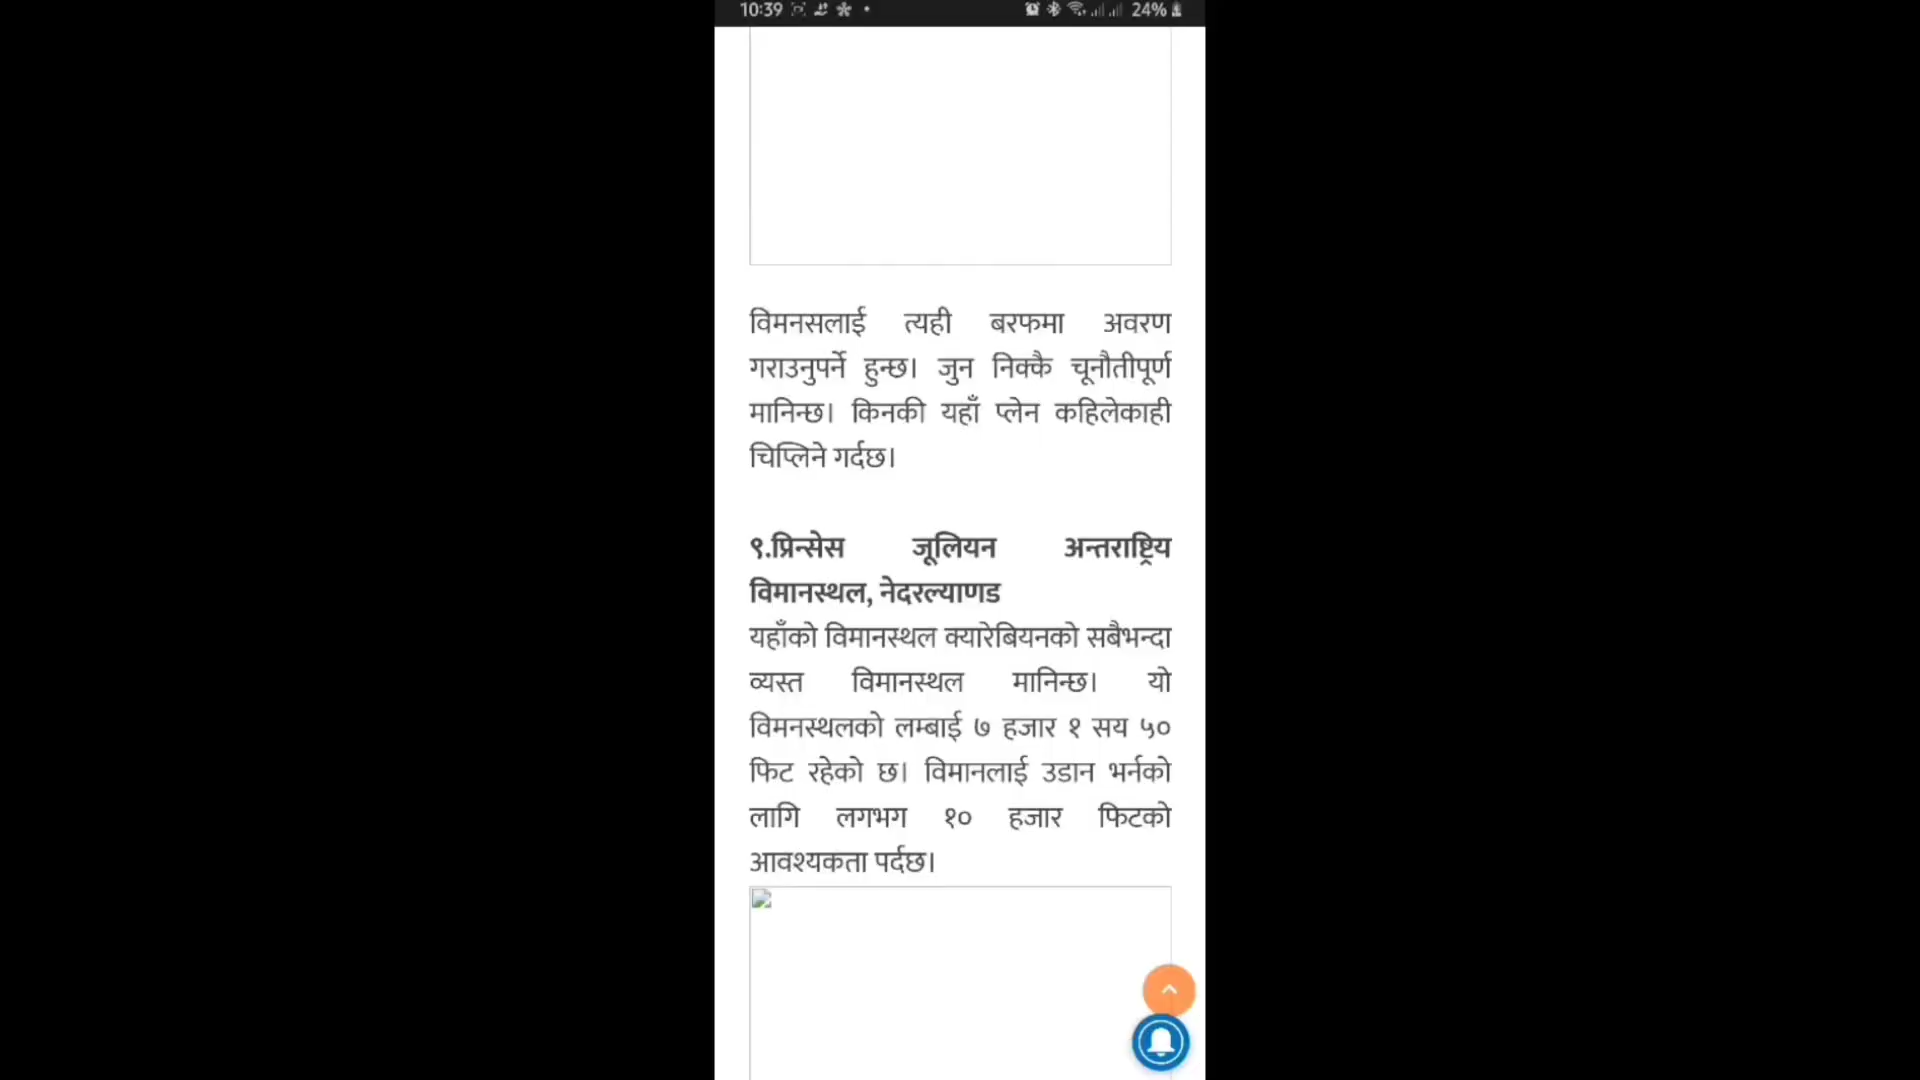 10:39
24%
विमनसलाई त्यही बरफमा अवरण
गराउनुपर्ने हुन्छ। जुन निक्कै चूनौतीपूर्ण
मानिन्छ। किनकी यहाँ प्लेन कहिलेकाही
चिप्लिने गर्दछ।
९.प्रिन्सेस जूलियन अन्तराष्ट्रिय
विमानस्थल, नेदरल्याणड
यहाँको विमानस्थल क्यारेबियनको सबैभन्दा
व्यस्त विमानस्थल मानिन्छ। यो
विमनस्थलको लम्बाई ७ हजार १ सय ५०
फिट रहेको छ। विमानलाई उडान भर्नको
लागि लगभग १० हजार फिटको
आवश्यकता पर्दछ।